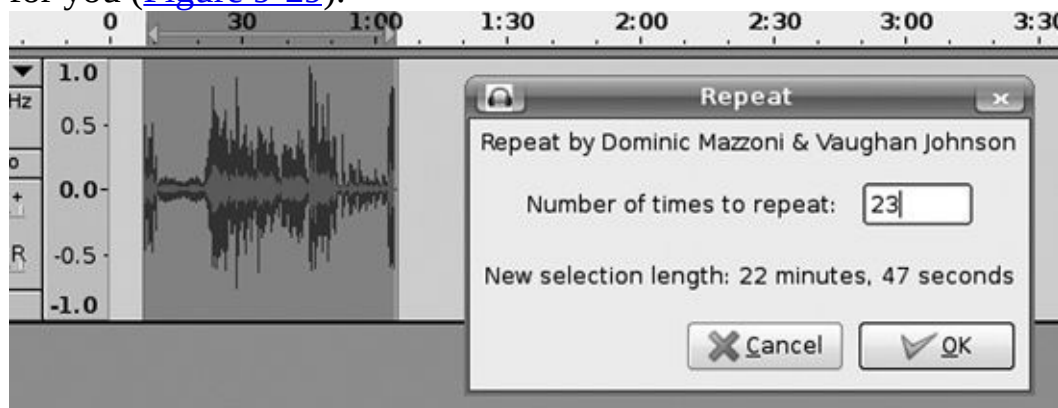 for you (Figure 5-25).
0 30 1:00 1:30 2:00 2:30 3:00 3:30
1.0
Hz
0.5
o
0.0
+
R
-0.5
-1.0
Repeat
Repeat by Dominic Mazzoni & Vaughan Johnson
Number of times to repeat: 23
New selection length: 22 minutes, 47 seconds
Cancel OK